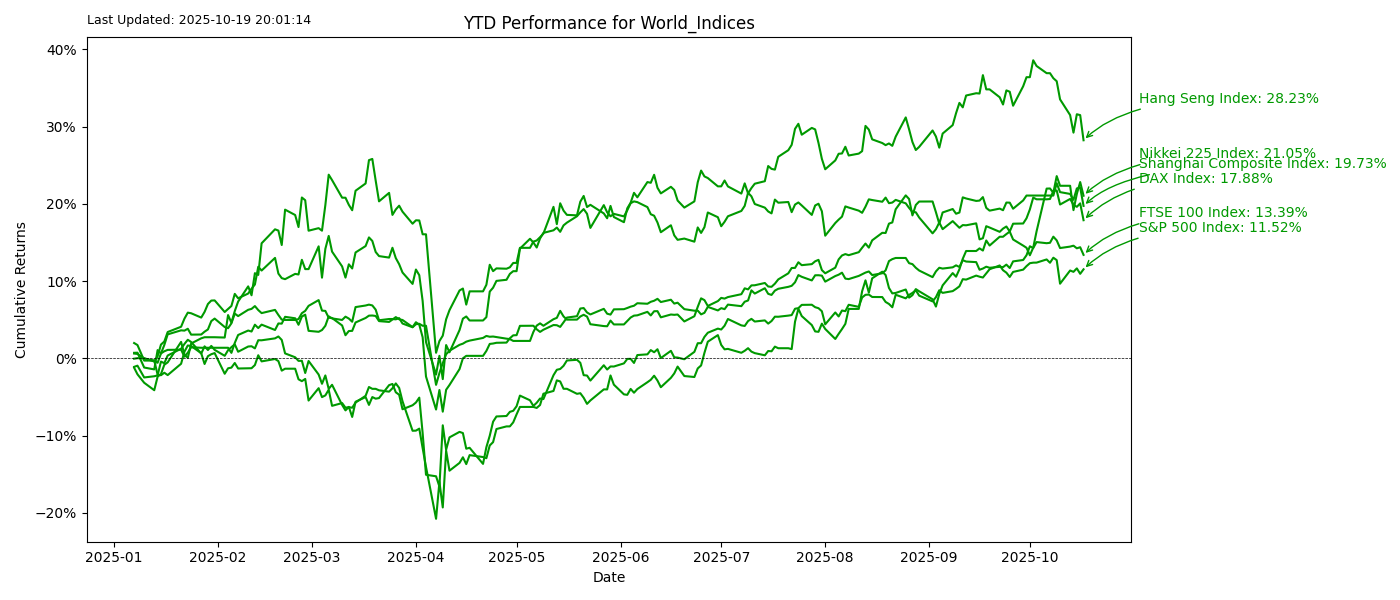 Last Updated: 2025-10-19 20:01:14
YTD Performance for World_Indices
Cumulative Returns
40%
30%
20%
10%
0%
−10%
−20%
Hang Seng Index: 28.23%
Nikkei 225 Index: 21.05%
Shanghai Composite Index: 19.73%
DAX Index: 17.88%
FTSE 100 Index: 13.39%
S&P 500 Index: 11.52%
2025-01
2025-02
2025-03
2025-04
2025-05
2025-06
2025-07
2025-08
2025-09
2025-10
Date